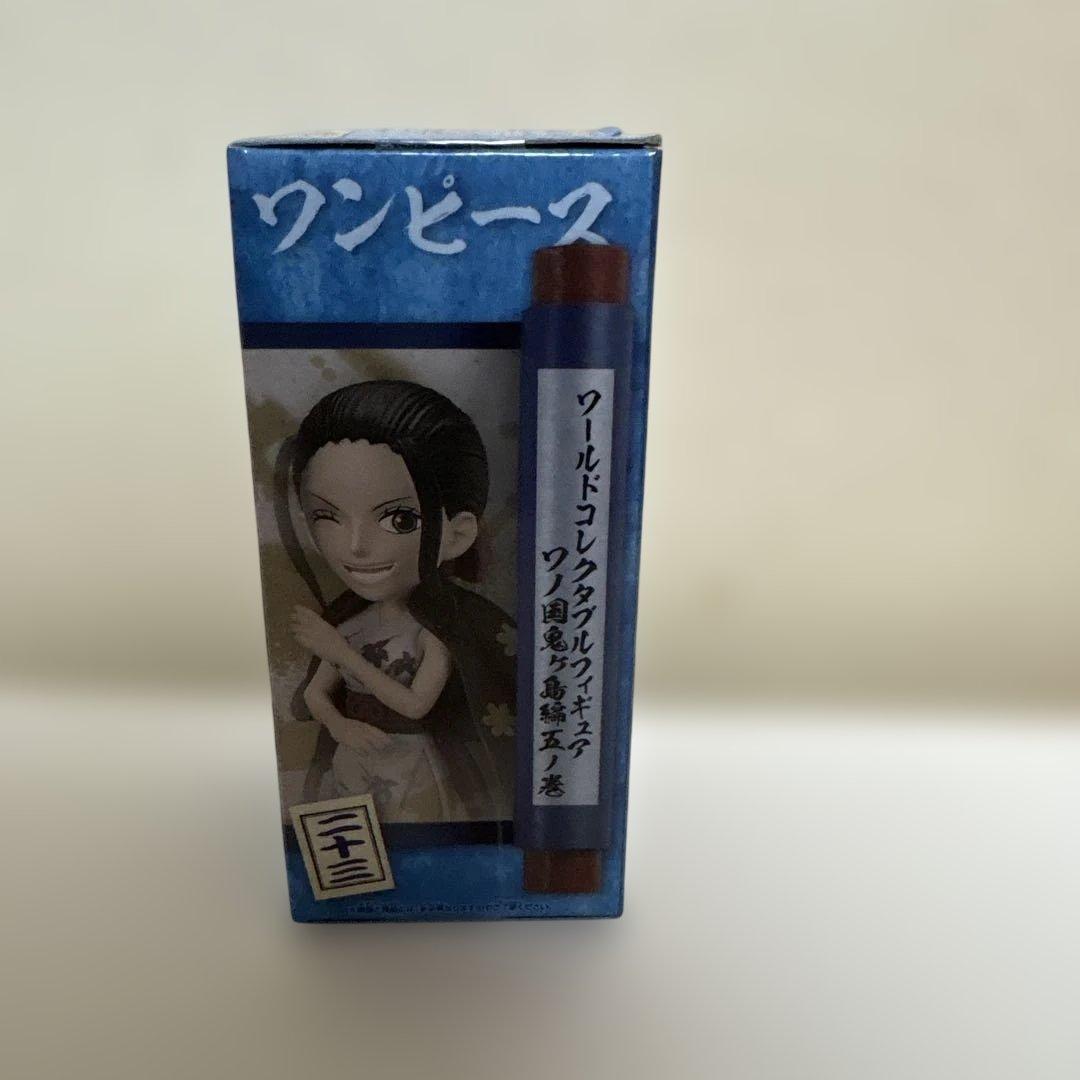 ワンピース
ワールドコレクタブルフィギュア
ワノ国鬼ヶ島編五ノ巻
二十三